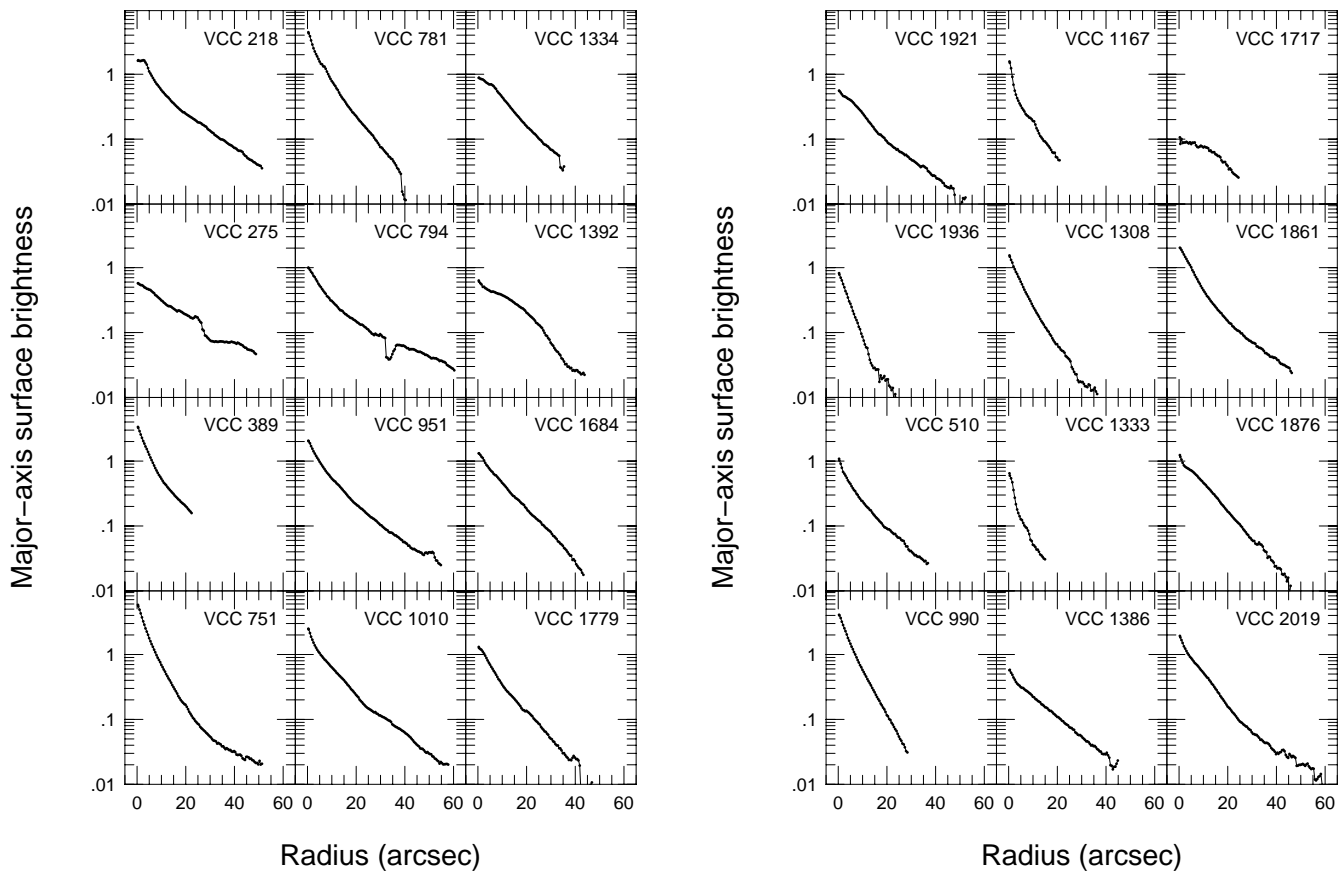 VCC 218 VCC 781 VCC 1334
1
.1
.01
VCC 275 VCC 794 VCC 1392
1
.1
.01
VCC 389 VCC 951 VCC 1684
1
.1
.01
VCC 751 VCC 1010 VCC 1779
1
.1
.01
0 20 40 60 0 20 40 60 0 20 40 60
Major−axis surface brightness
Radius (arcsec)
VCC 1921 VCC 1167 VCC 1717
1
.1
.01
VCC 1936 VCC 1308 VCC 1861
1
.1
.01
VCC 510 VCC 1333 VCC 1876
1
.1
.01
VCC 990 VCC 1386 VCC 2019
1
.1
.01
0 20 40 60 0 20 40 60 0 20 40 60
Major−axis surface brightness
Radius (arcsec)